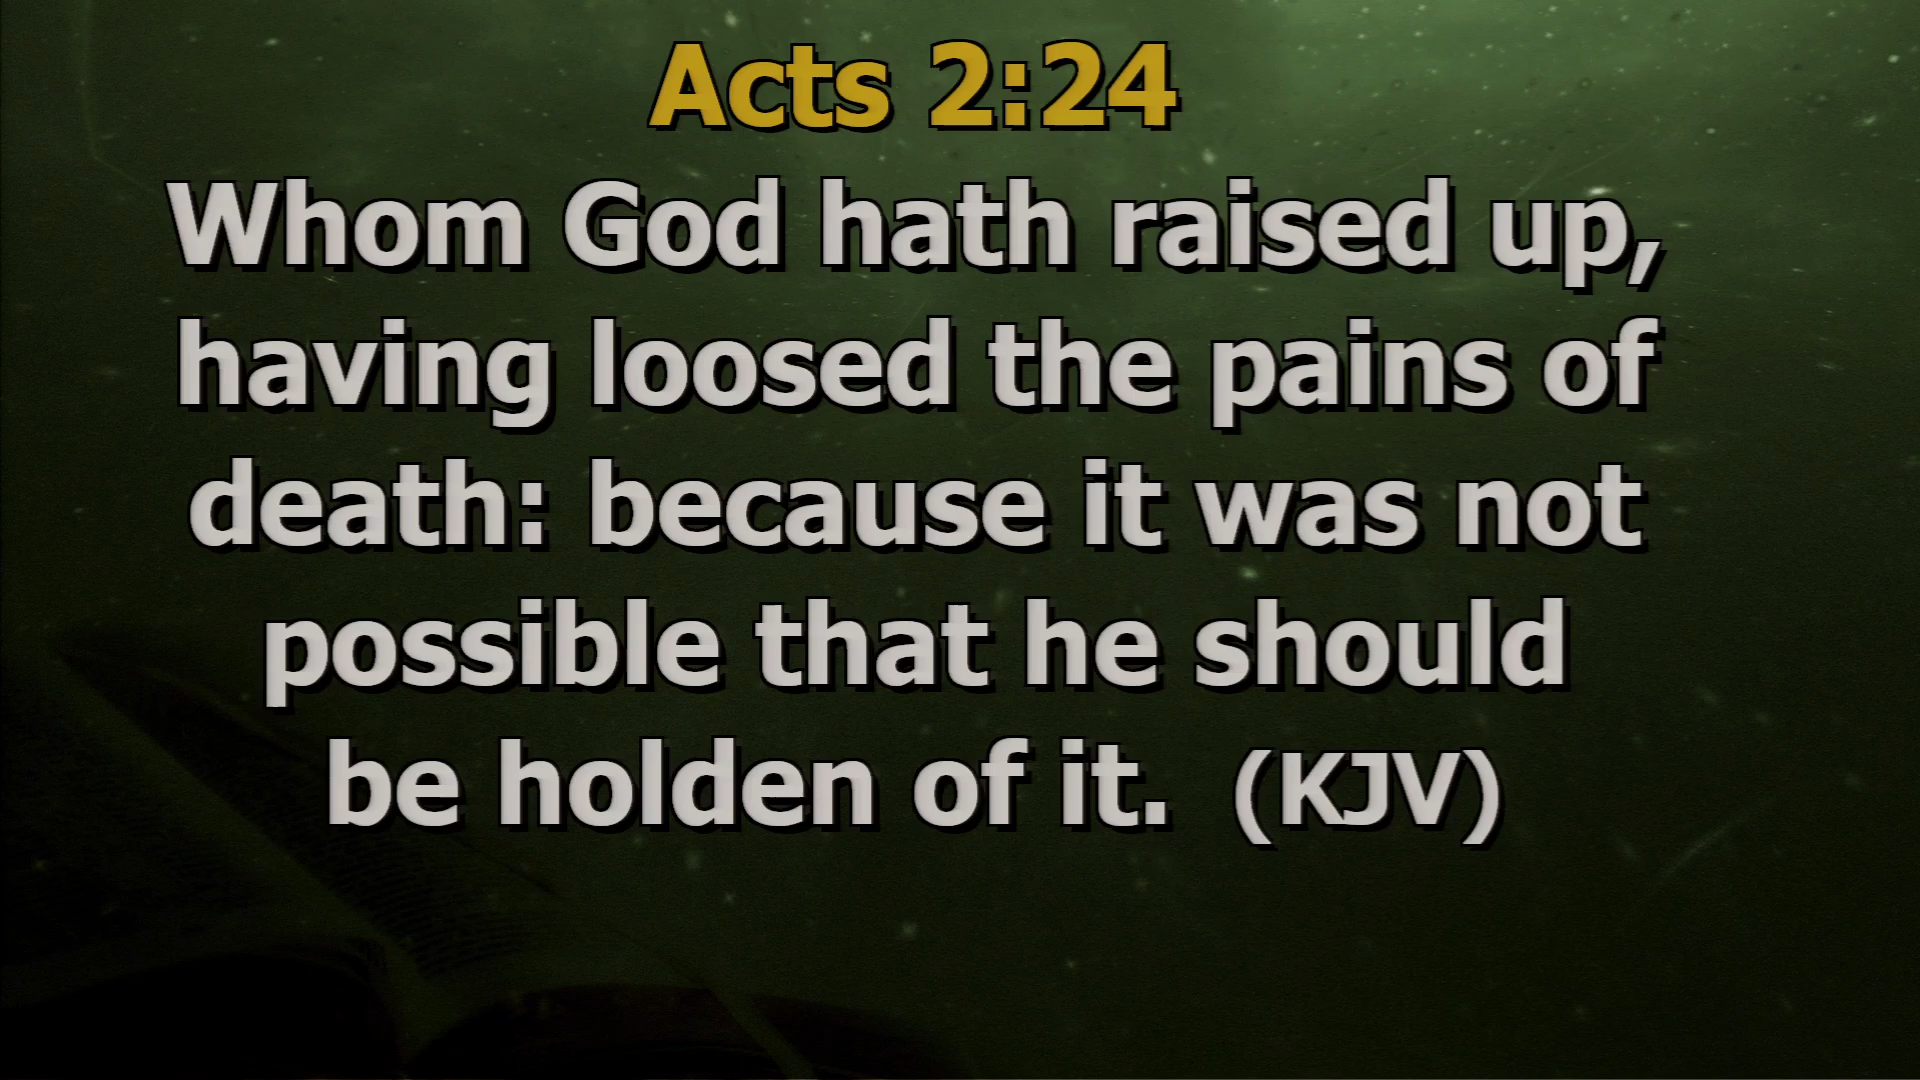 Acts 2:24
Whom God hath raised up,
having loosed the pains of
death: because it was not
possible that he should
be holden of it. (KJV)